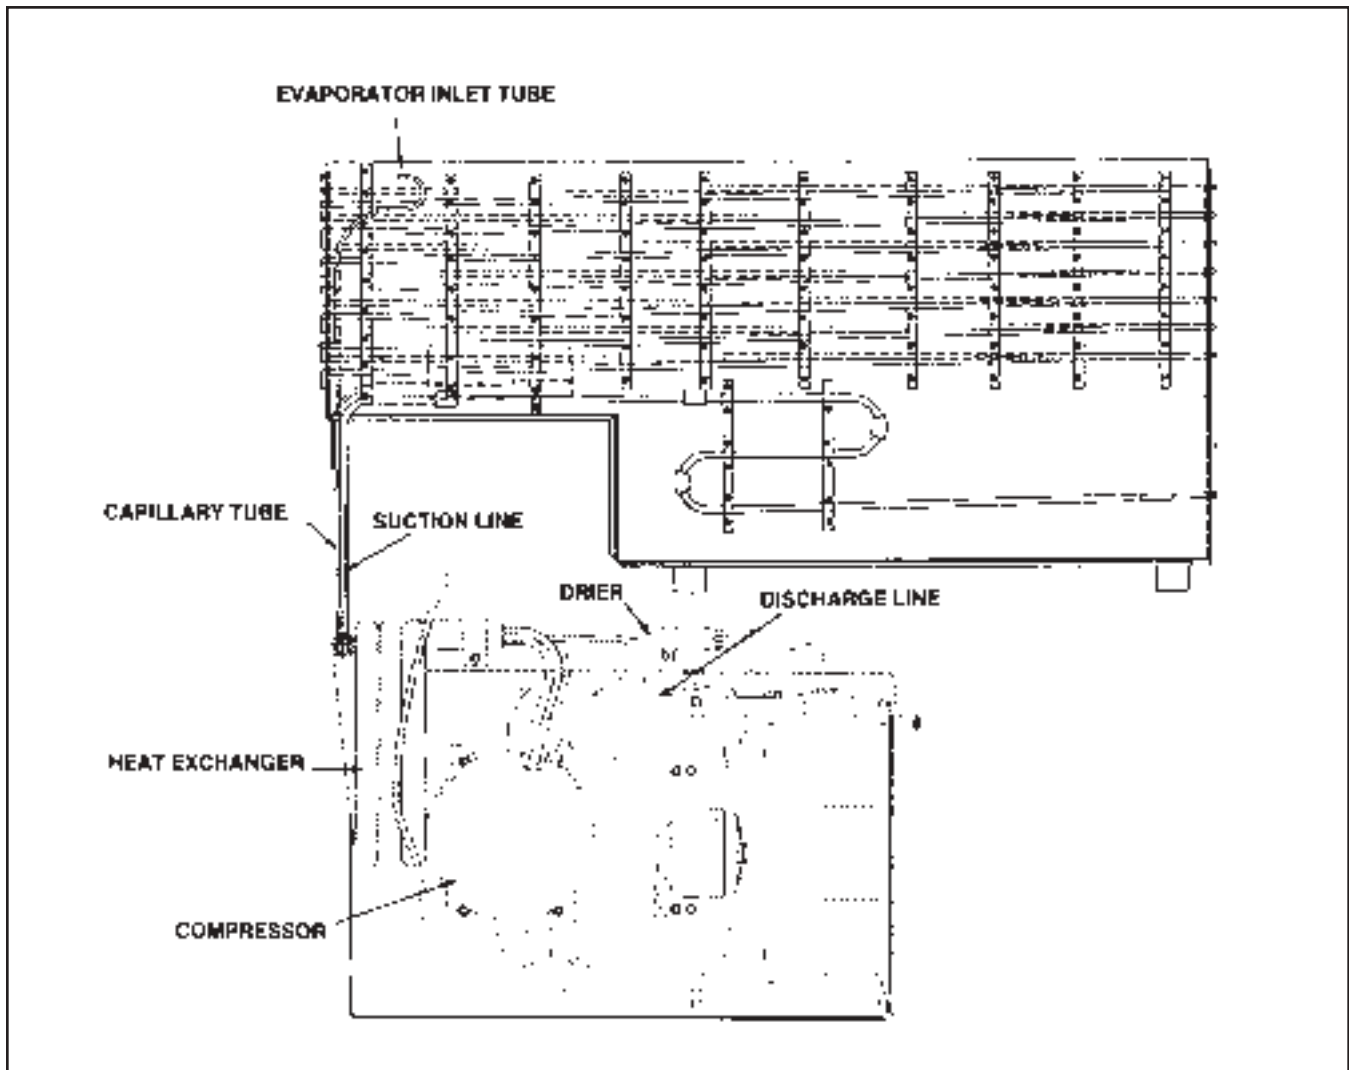 EVAPORATOR INLET TUBE
CAPILLARY TUBE
SUCTION LINE
DRIER
DISCHARGE LINE
HEAT EXCHANGER
COMPRESSOR